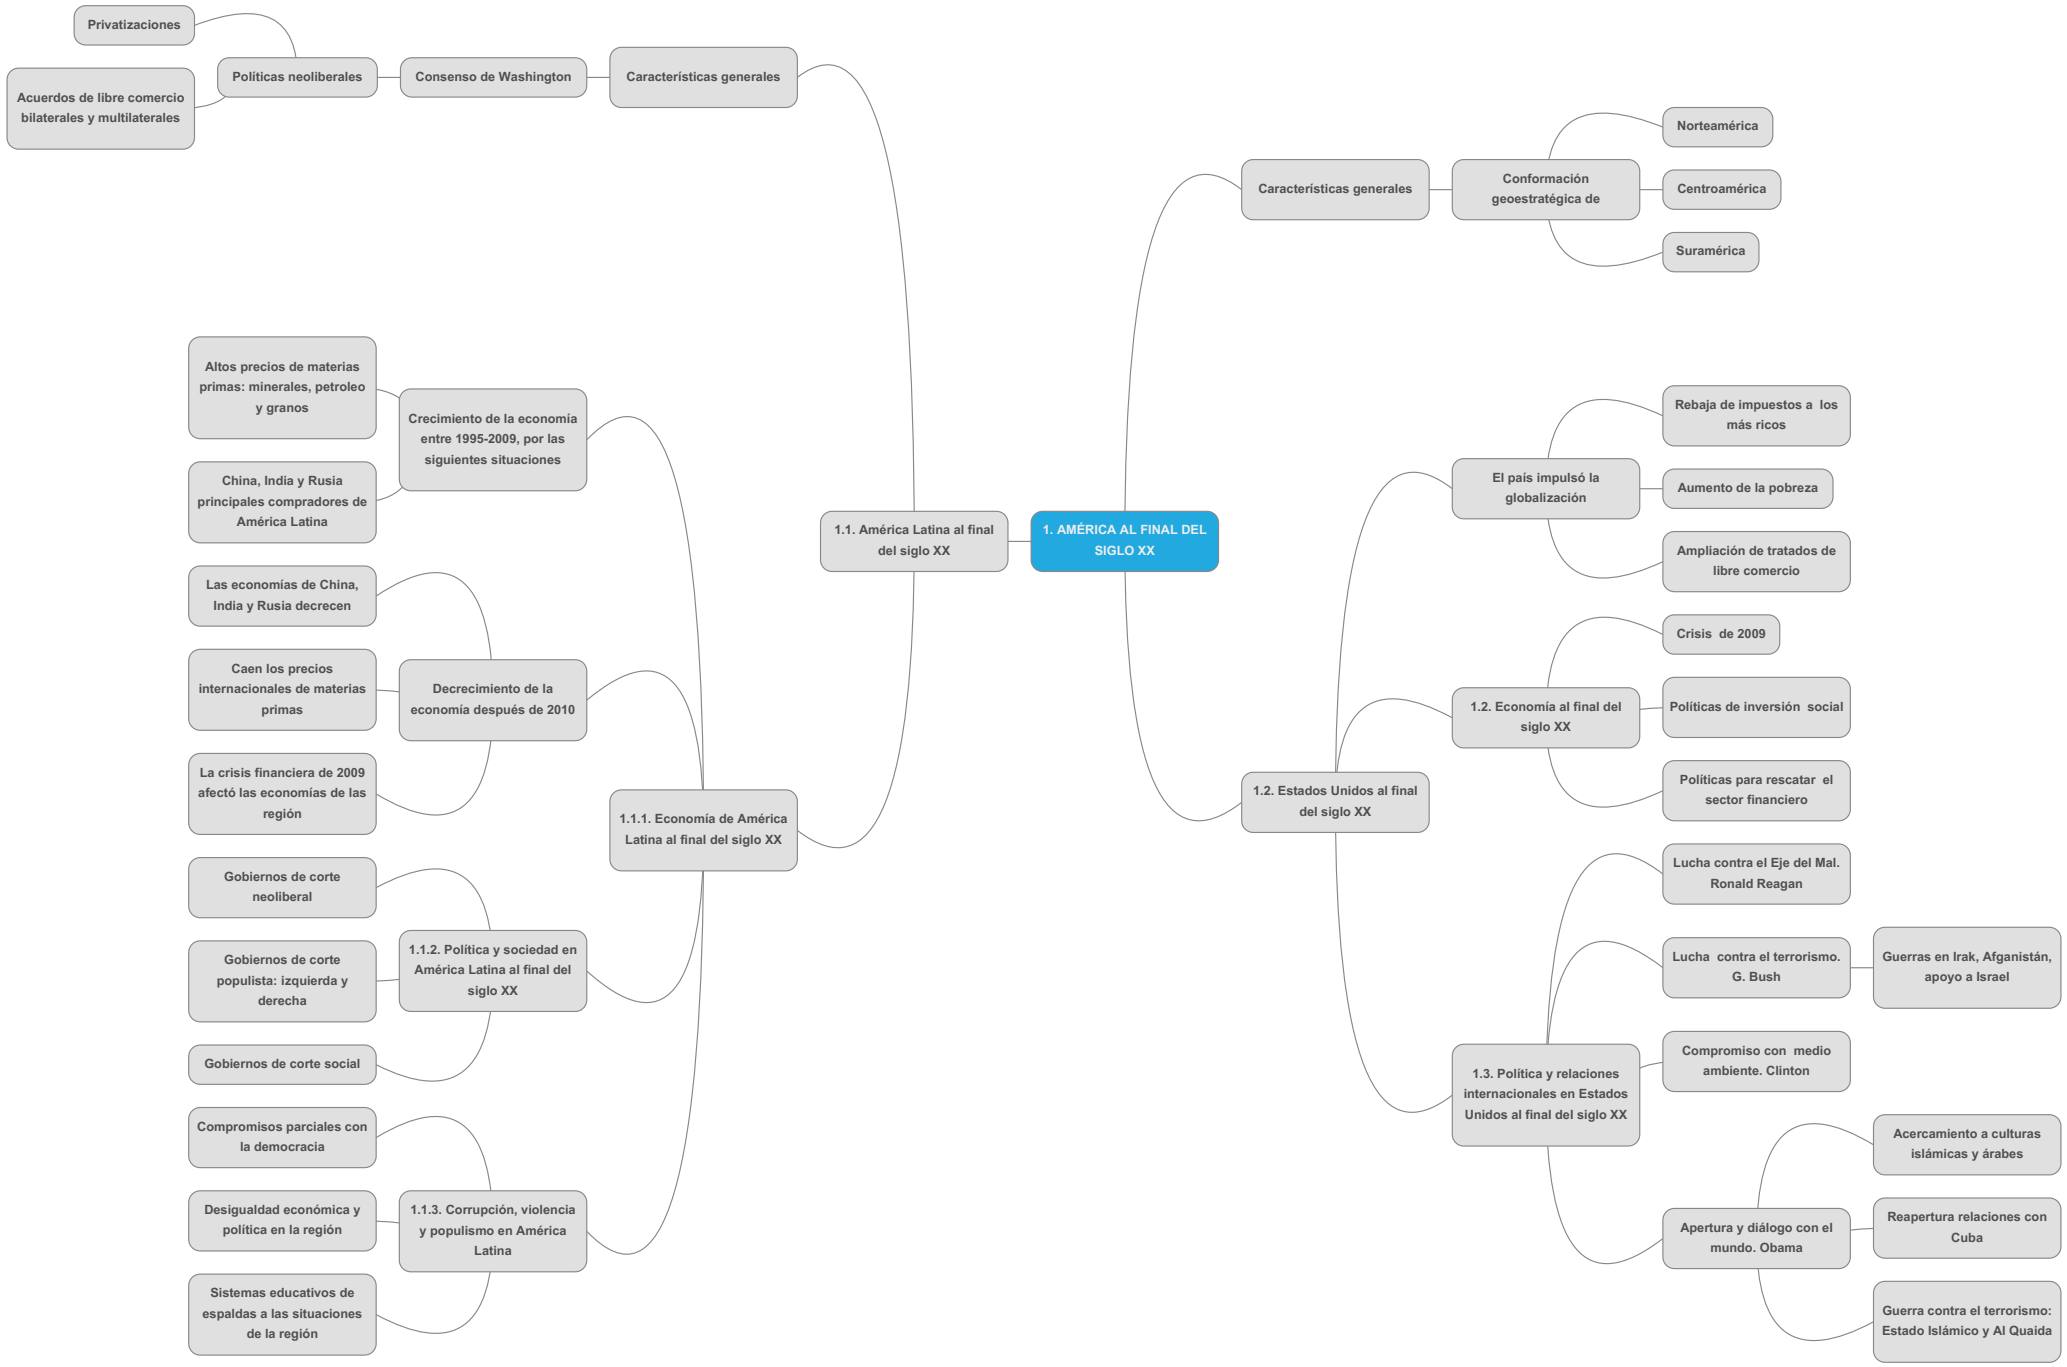 Privatizaciones
Políticas neoliberales
Acuerdos de libre comercio
bilaterales y multilaterales
Consenso de Washington
Características generales
Altos precios de materias
primas: minerales, petroleo
y granos
China, India y Rusia
principales compradores de
América Latina
Crecimiento de la economía
entre 1995-2009, por las
siguientes situaciones
Las economías de China,
India y Rusia decrecen
Caen los precios
internacionales de materias
primas
La crisis financiera de 2009
afectó las economías de las
región
Decrecimiento de la
economía después de 2010
Gobiernos de corte
neoliberal
Gobiernos de corte
populista: izquierda y
derecha
Gobiernos de corte social
1.1.2. Política y sociedad en
América Latina al final del
siglo XX
Compromisos parciales con
la democracia
Desigualdad económica y
política en la región
Sistemas educativos de
espaldas a las situaciones
de la región
1.1.3. Corrupción, violencia
y populismo en América
Latina
1.1.1. Economía de América
Latina al final del siglo XX
1.1. América Latina al final
del siglo XX
1. AMÉRICA AL FINAL DEL
SIGLO XX
Características generales
Conformación
geoestratégica de
Norteamérica
Centroamérica
Suramérica
1.2. Estados Unidos al final
del siglo XX
El país impulsó la
globalización
Rebaja de impuestos a  los
más ricos
Aumento de la pobreza
Ampliación de tratados de
libre comercio
1.2. Economía al final del
siglo XX
Crisis  de 2009
Políticas de inversión  social
Políticas para rescatar  el
sector financiero
1.3. Política y relaciones
internacionales en Estados
Unidos al final del siglo XX
Lucha contra el Eje del Mal.
Ronald Reagan
Lucha  contra el terrorismo.
G. Bush
Guerras en Irak, Afganistán,
apoyo a Israel
Compromiso con  medio
ambiente. Clinton
Apertura y diálogo con el
mundo. Obama
Acercamiento a culturas
islámicas y árabes
Reapertura relaciones con
Cuba
Guerra contra el terrorismo:
Estado Islámico y Al Quaida